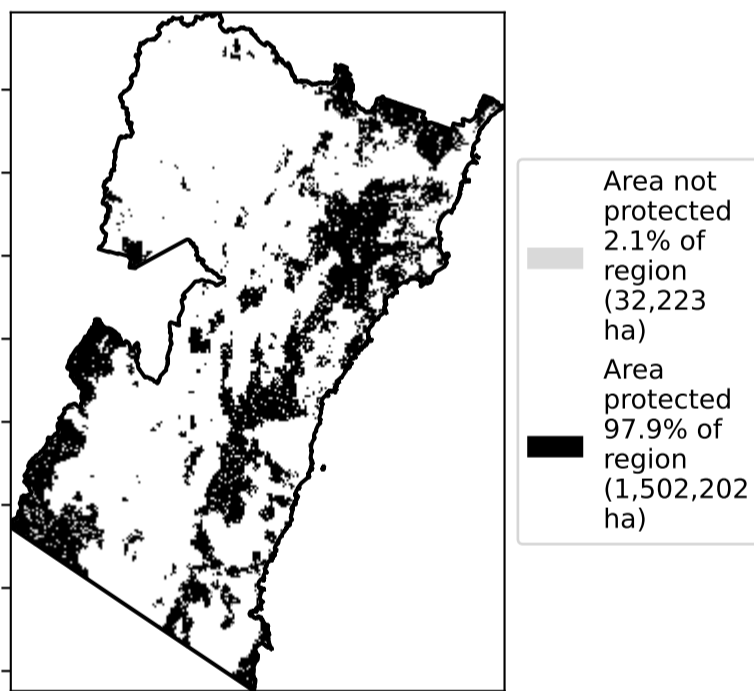 Area not
protected
2.1% of
region
(32,223
ha)
Area
protected
97.9% of
region
(1,502,202
ha)